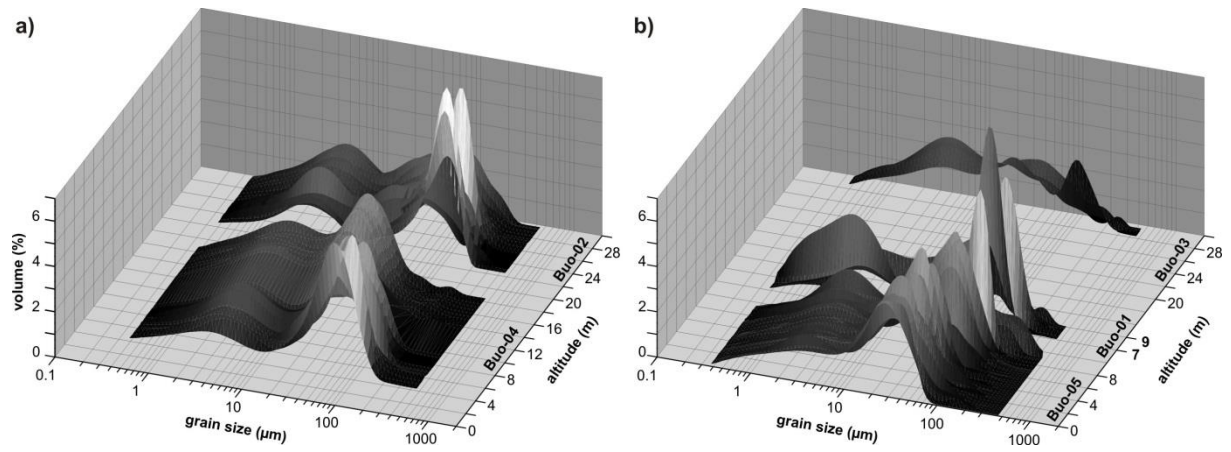 a)
6
4
2
0
volume (%)
0.1
1
10
100
1000
grain size (µm)
0
4
8
12
16
20
24
28
altitude (m)
Buo-04
Buo-02
b)
6
4
2
0
0.1
1
10
100
1000
grain size (µm)
0
4
8
7
9
20
24
28
altitude (m)
Buo-05
Buo-01
Buo-03